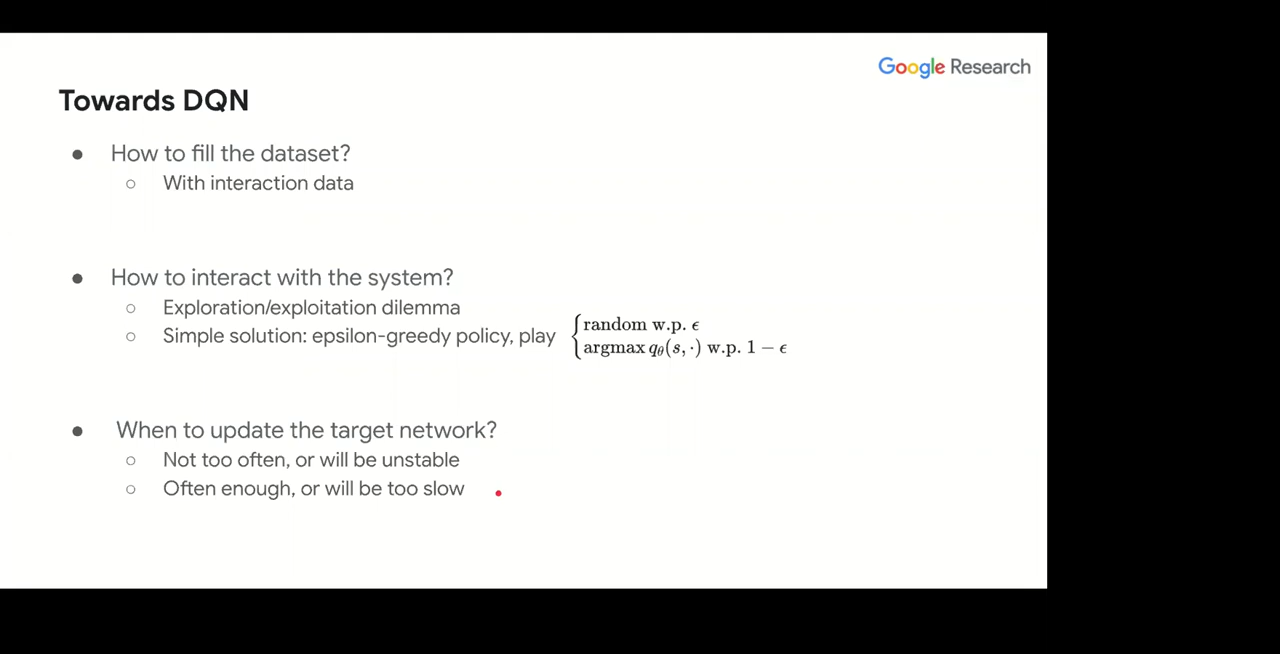 Google Research
Towards DQN
● How to fill the dataset?
○ With interaction data
● How to interact with the system?
○ Exploration/exploitation dilemma
○ Simple solution: epsilon-greedy policy, play
{random w.p. ϵ
argmax qθ(s, ·) w.p. 1 − ϵ
● When to update the target network?
○ Not too often, or will be unstable
○ Often enough, or will be too slow